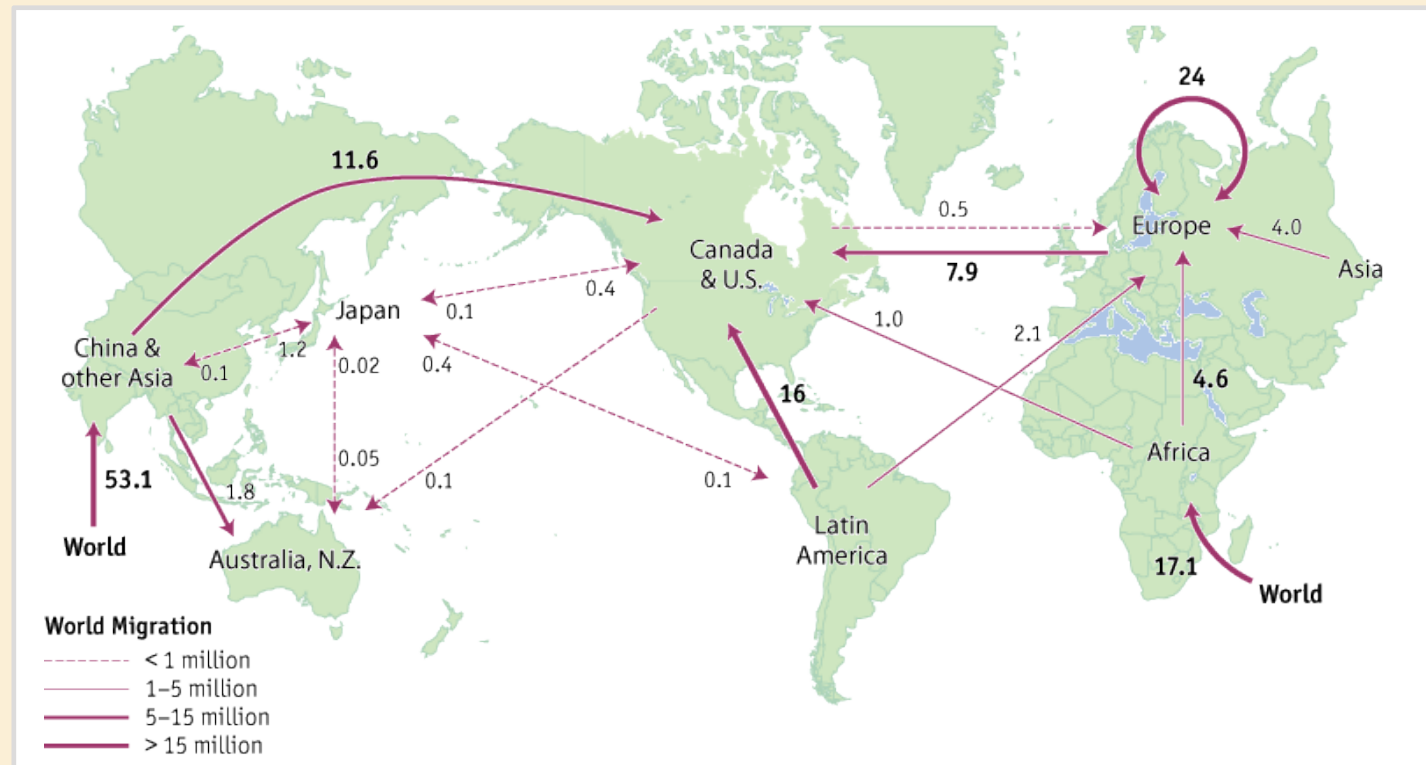 24
11.6
0.5
Europe
4.0
Canada
& U.S.
7.9
Asia
0.4
0.1
Japan
1.0
2.1
1.2
China &
other Asia
0.1
0.02
0.4
16
4.6
Africa
0.05
53.1
1.8
0.1
0.1
Latin
America
World
Australia, N.Z.
17.1
World
World Migration
< 1 million
1–5 million
5–15 million
> 15 million